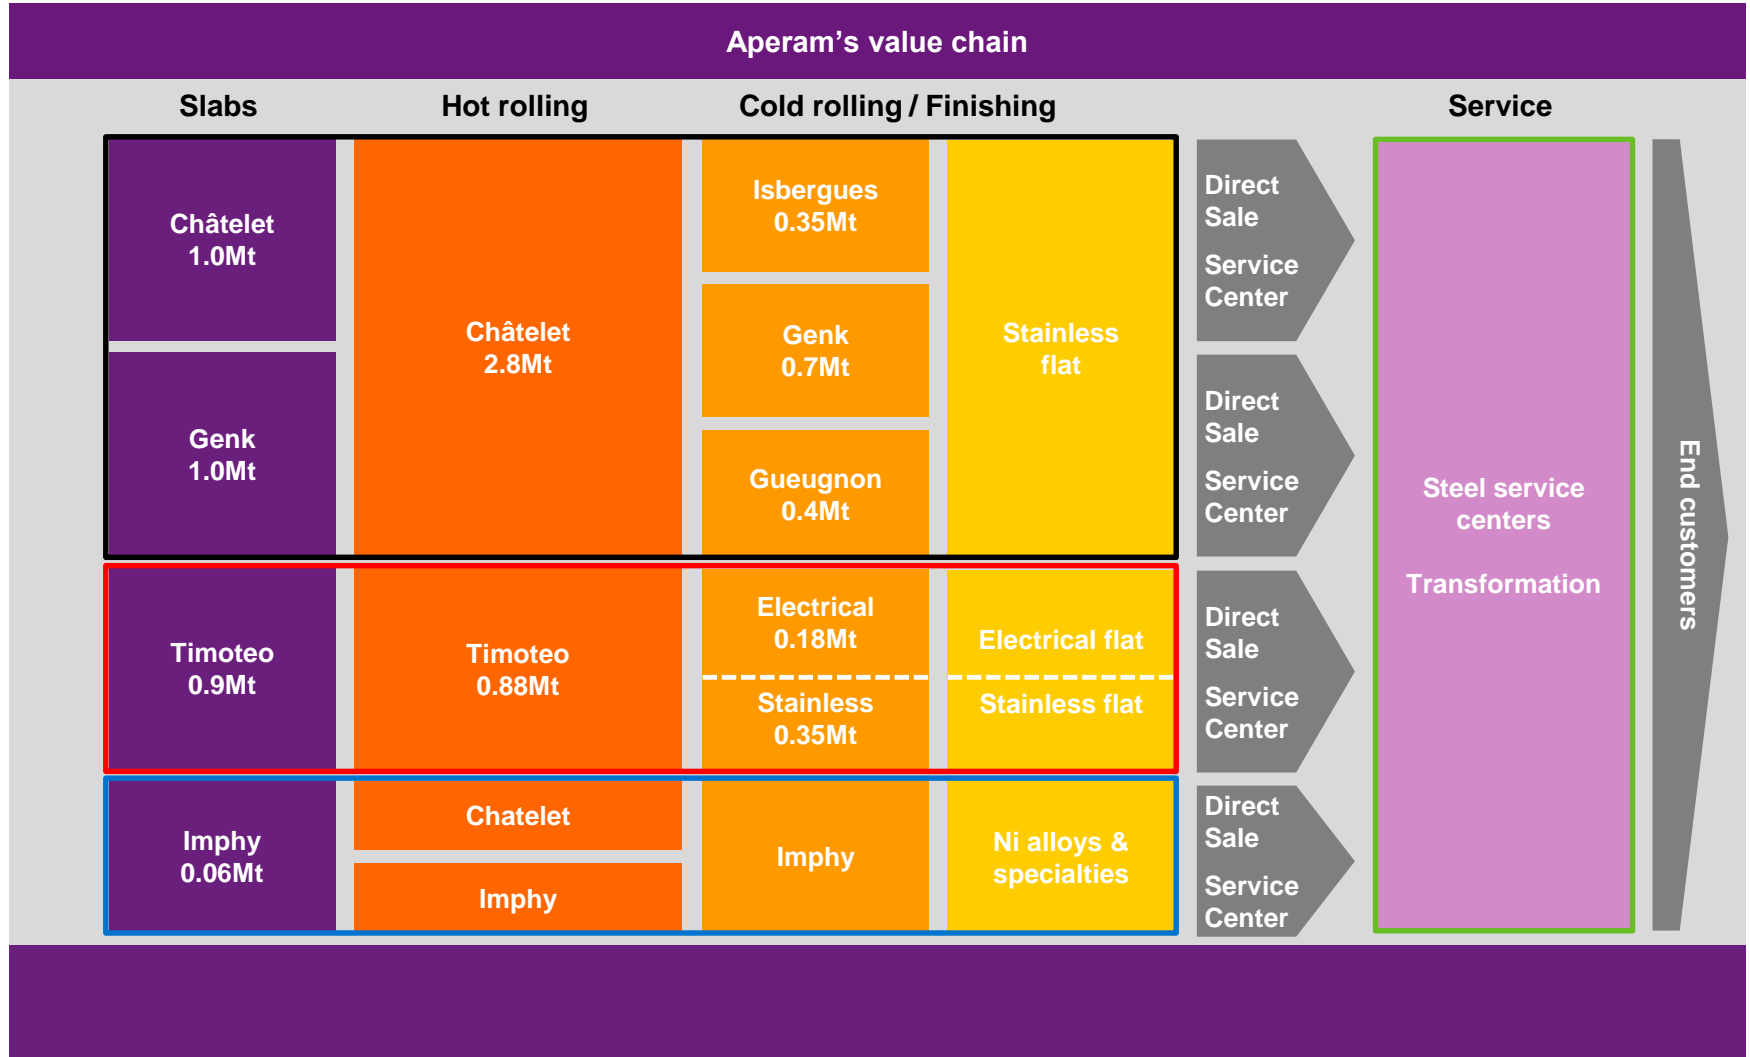 Aperam’s value chain
Slabs
Hot rolling
Cold rolling / Finishing
Service
Châtelet
1.0Mt
Genk
1.0Mt
Châtelet
2.8Mt
Isbergues
0.35Mt
Genk
0.7Mt
Gueugnon
0.4Mt
Stainless
flat
Direct
Sale
Service
Center
Direct
Sale
Service
Center
Timoteo
0.9Mt
Timoteo
0.88Mt
Electrical
0.18Mt
Stainless
0.35Mt
Electrical flat
Stainless flat
Direct
Sale
Service
Center
Imphy
0.06Mt
Chatelet
Imphy
Imphy
Ni alloys &
specialties
Direct
Sale
Service
Center
Steel service
centers
Transformation
End customers